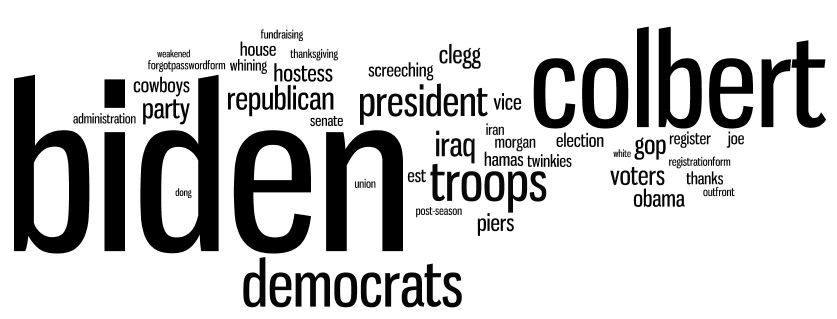 fundraising
weakened
house
thanksgiving
clegg
colbert
forgotpasswordform
whining
hostess
screeching
cowboys
republican
president
vice
party
administration
senate
biden
iran
iraq
morgan
election
white
gop
register
joe
hamas
twinkies
registrationform
est
troops
voters
thanks
union
dong
obama
outfront
post-season
piers
democrats